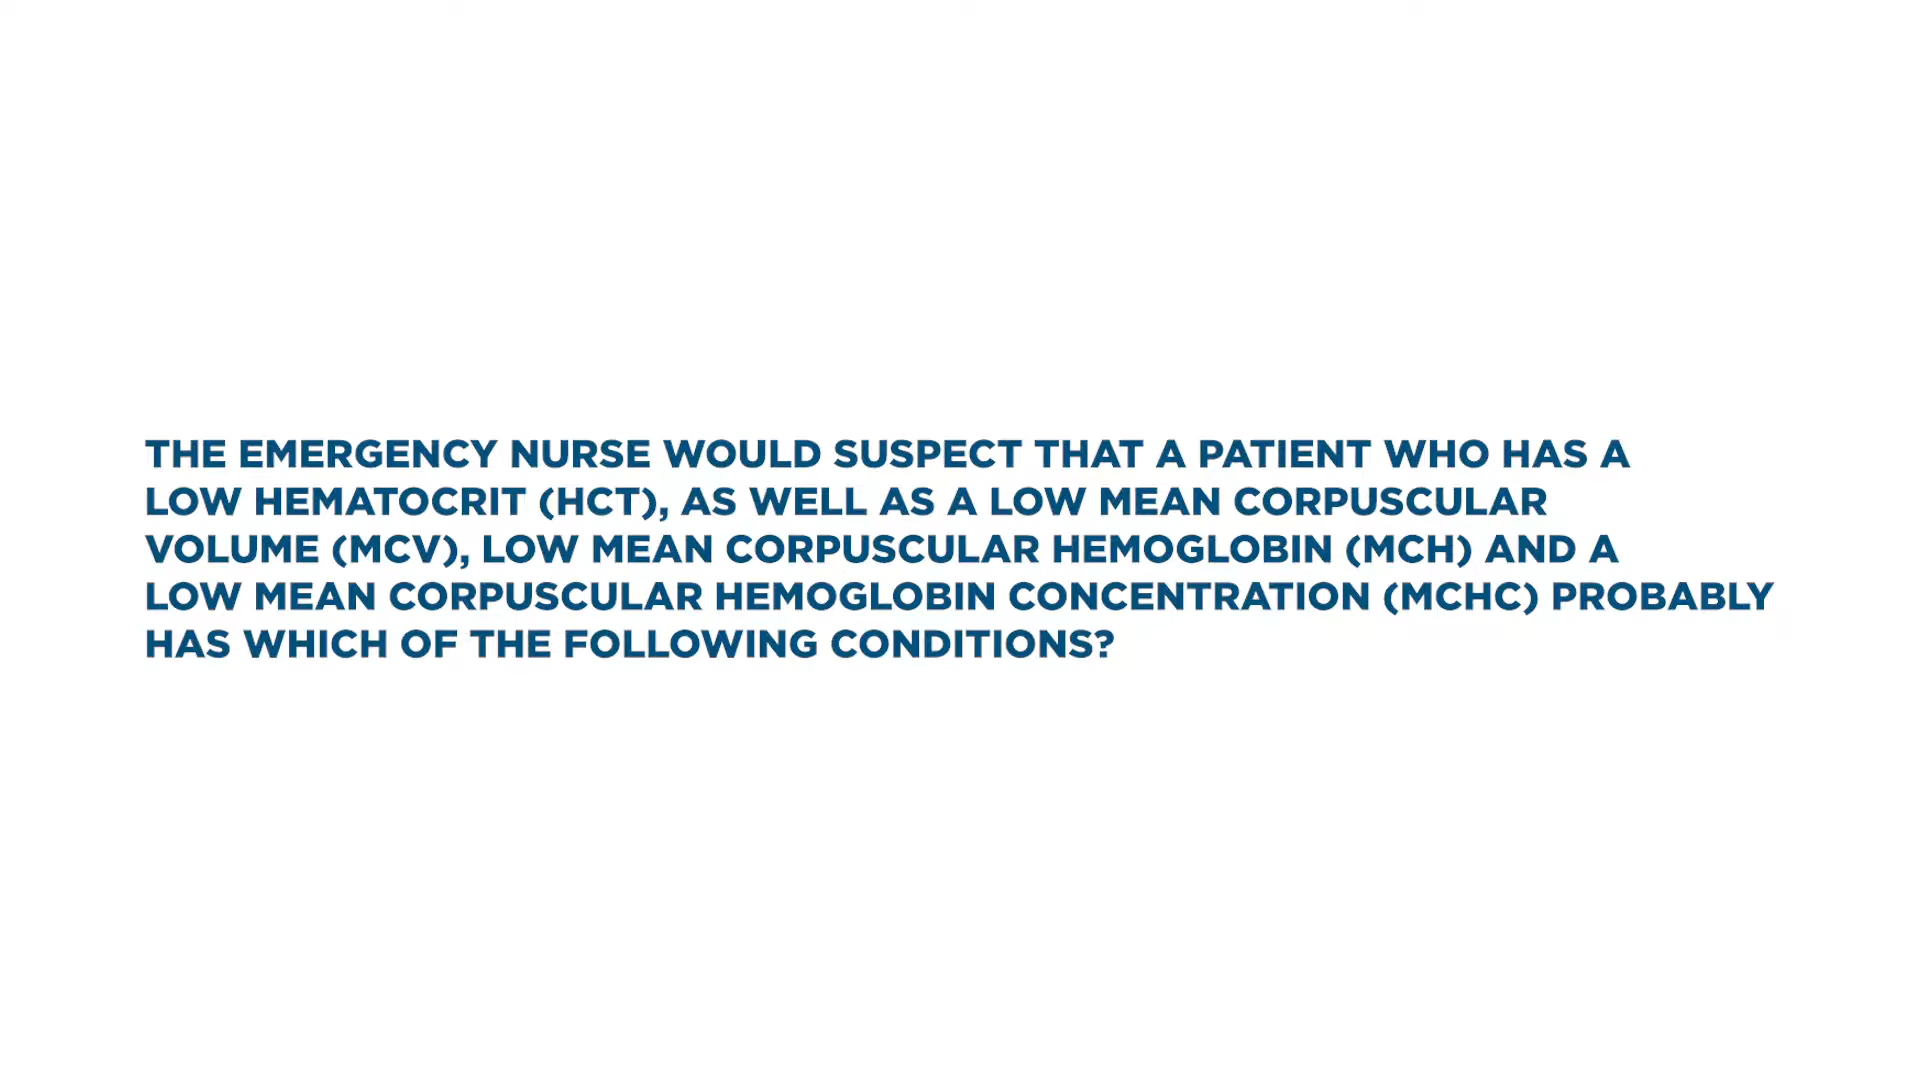 THE EMERGENCY NURSE WOULD SUSPECT THAT A PATIENT WHO HAS A
LOW HEMATOCRIT (HCT), AS WELL AS A LOW MEAN CORPUSCULAR
VOLUME (MCV), LOW MEAN CORPUSCULAR HEMOGLOBIN (MCH) AND A
LOW MEAN CORPUSCULAR HEMOGLOBIN CONCENTRATION (MCHC) PROBABLY
HAS WHICH OF THE FOLLOWING CONDITIONS?